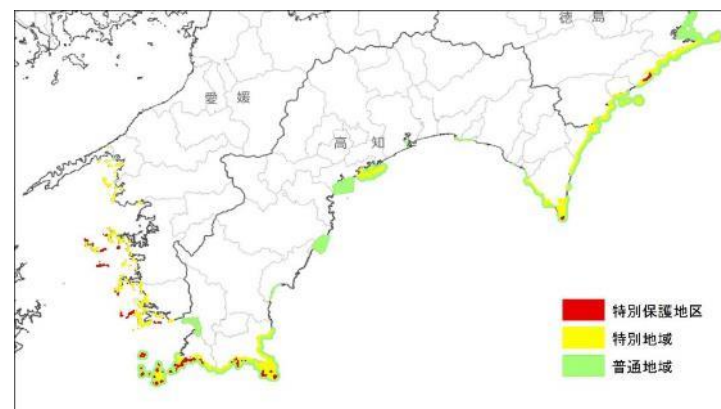 徳島
愛媛
高知
特別保護地区
特別地域
普通地域